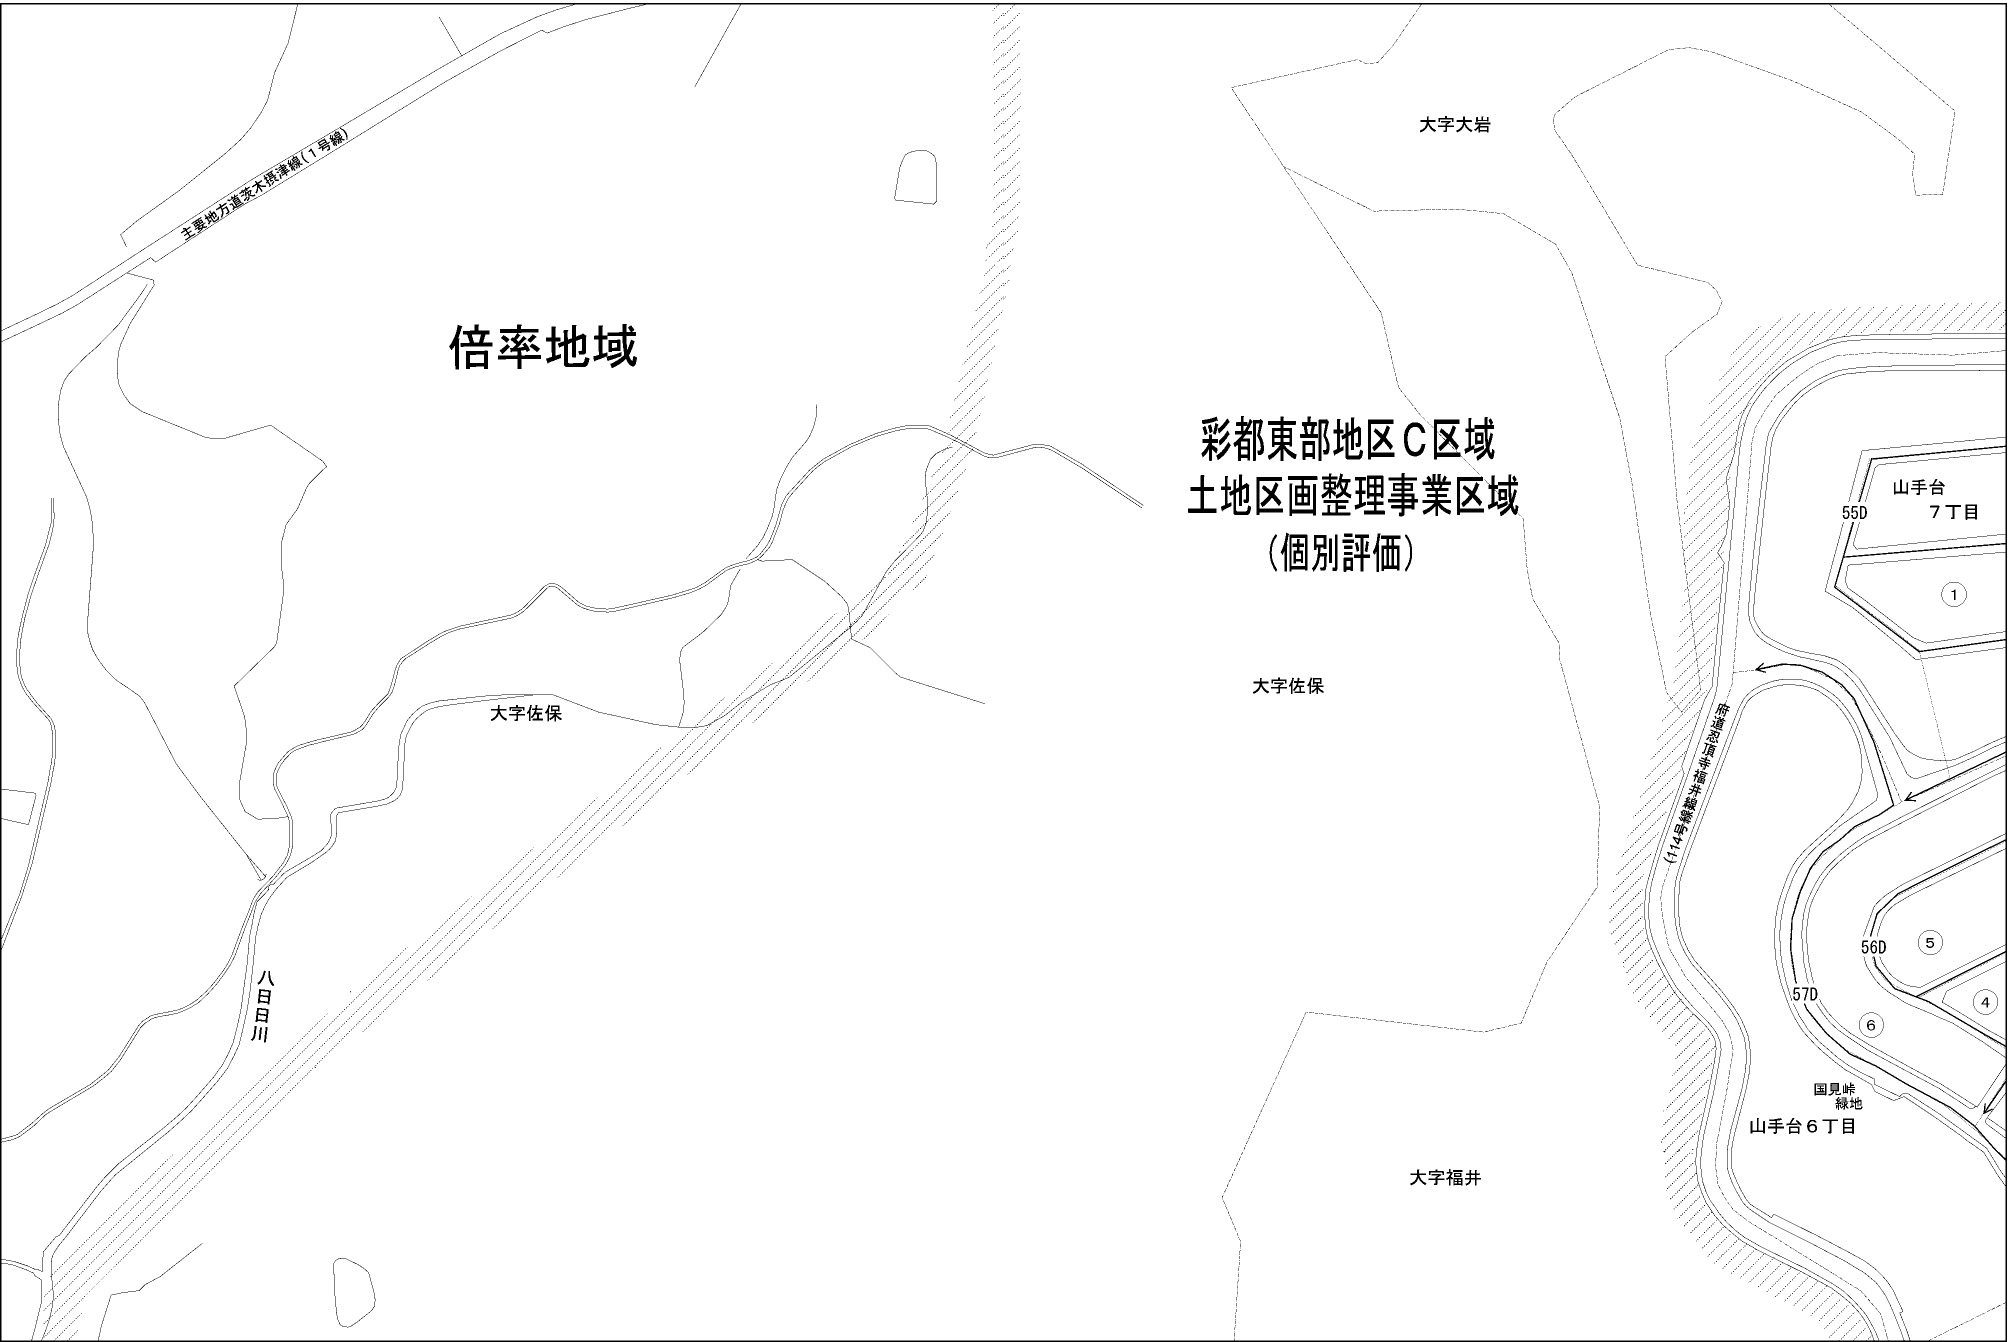 大字大岩
主要地方道茨木摂津線(１号線)
倍率地域
彩都東部地区Ｃ区域
土地区画整理事業区域
(個別評価)
山手台
７丁目
55D
1
大字佐保
大字佐保
府道忍頂寺福井線
(114号線)
56D
5
八日日川
57D
4
6
国見峠
緑地
山手台６丁目
大字福井